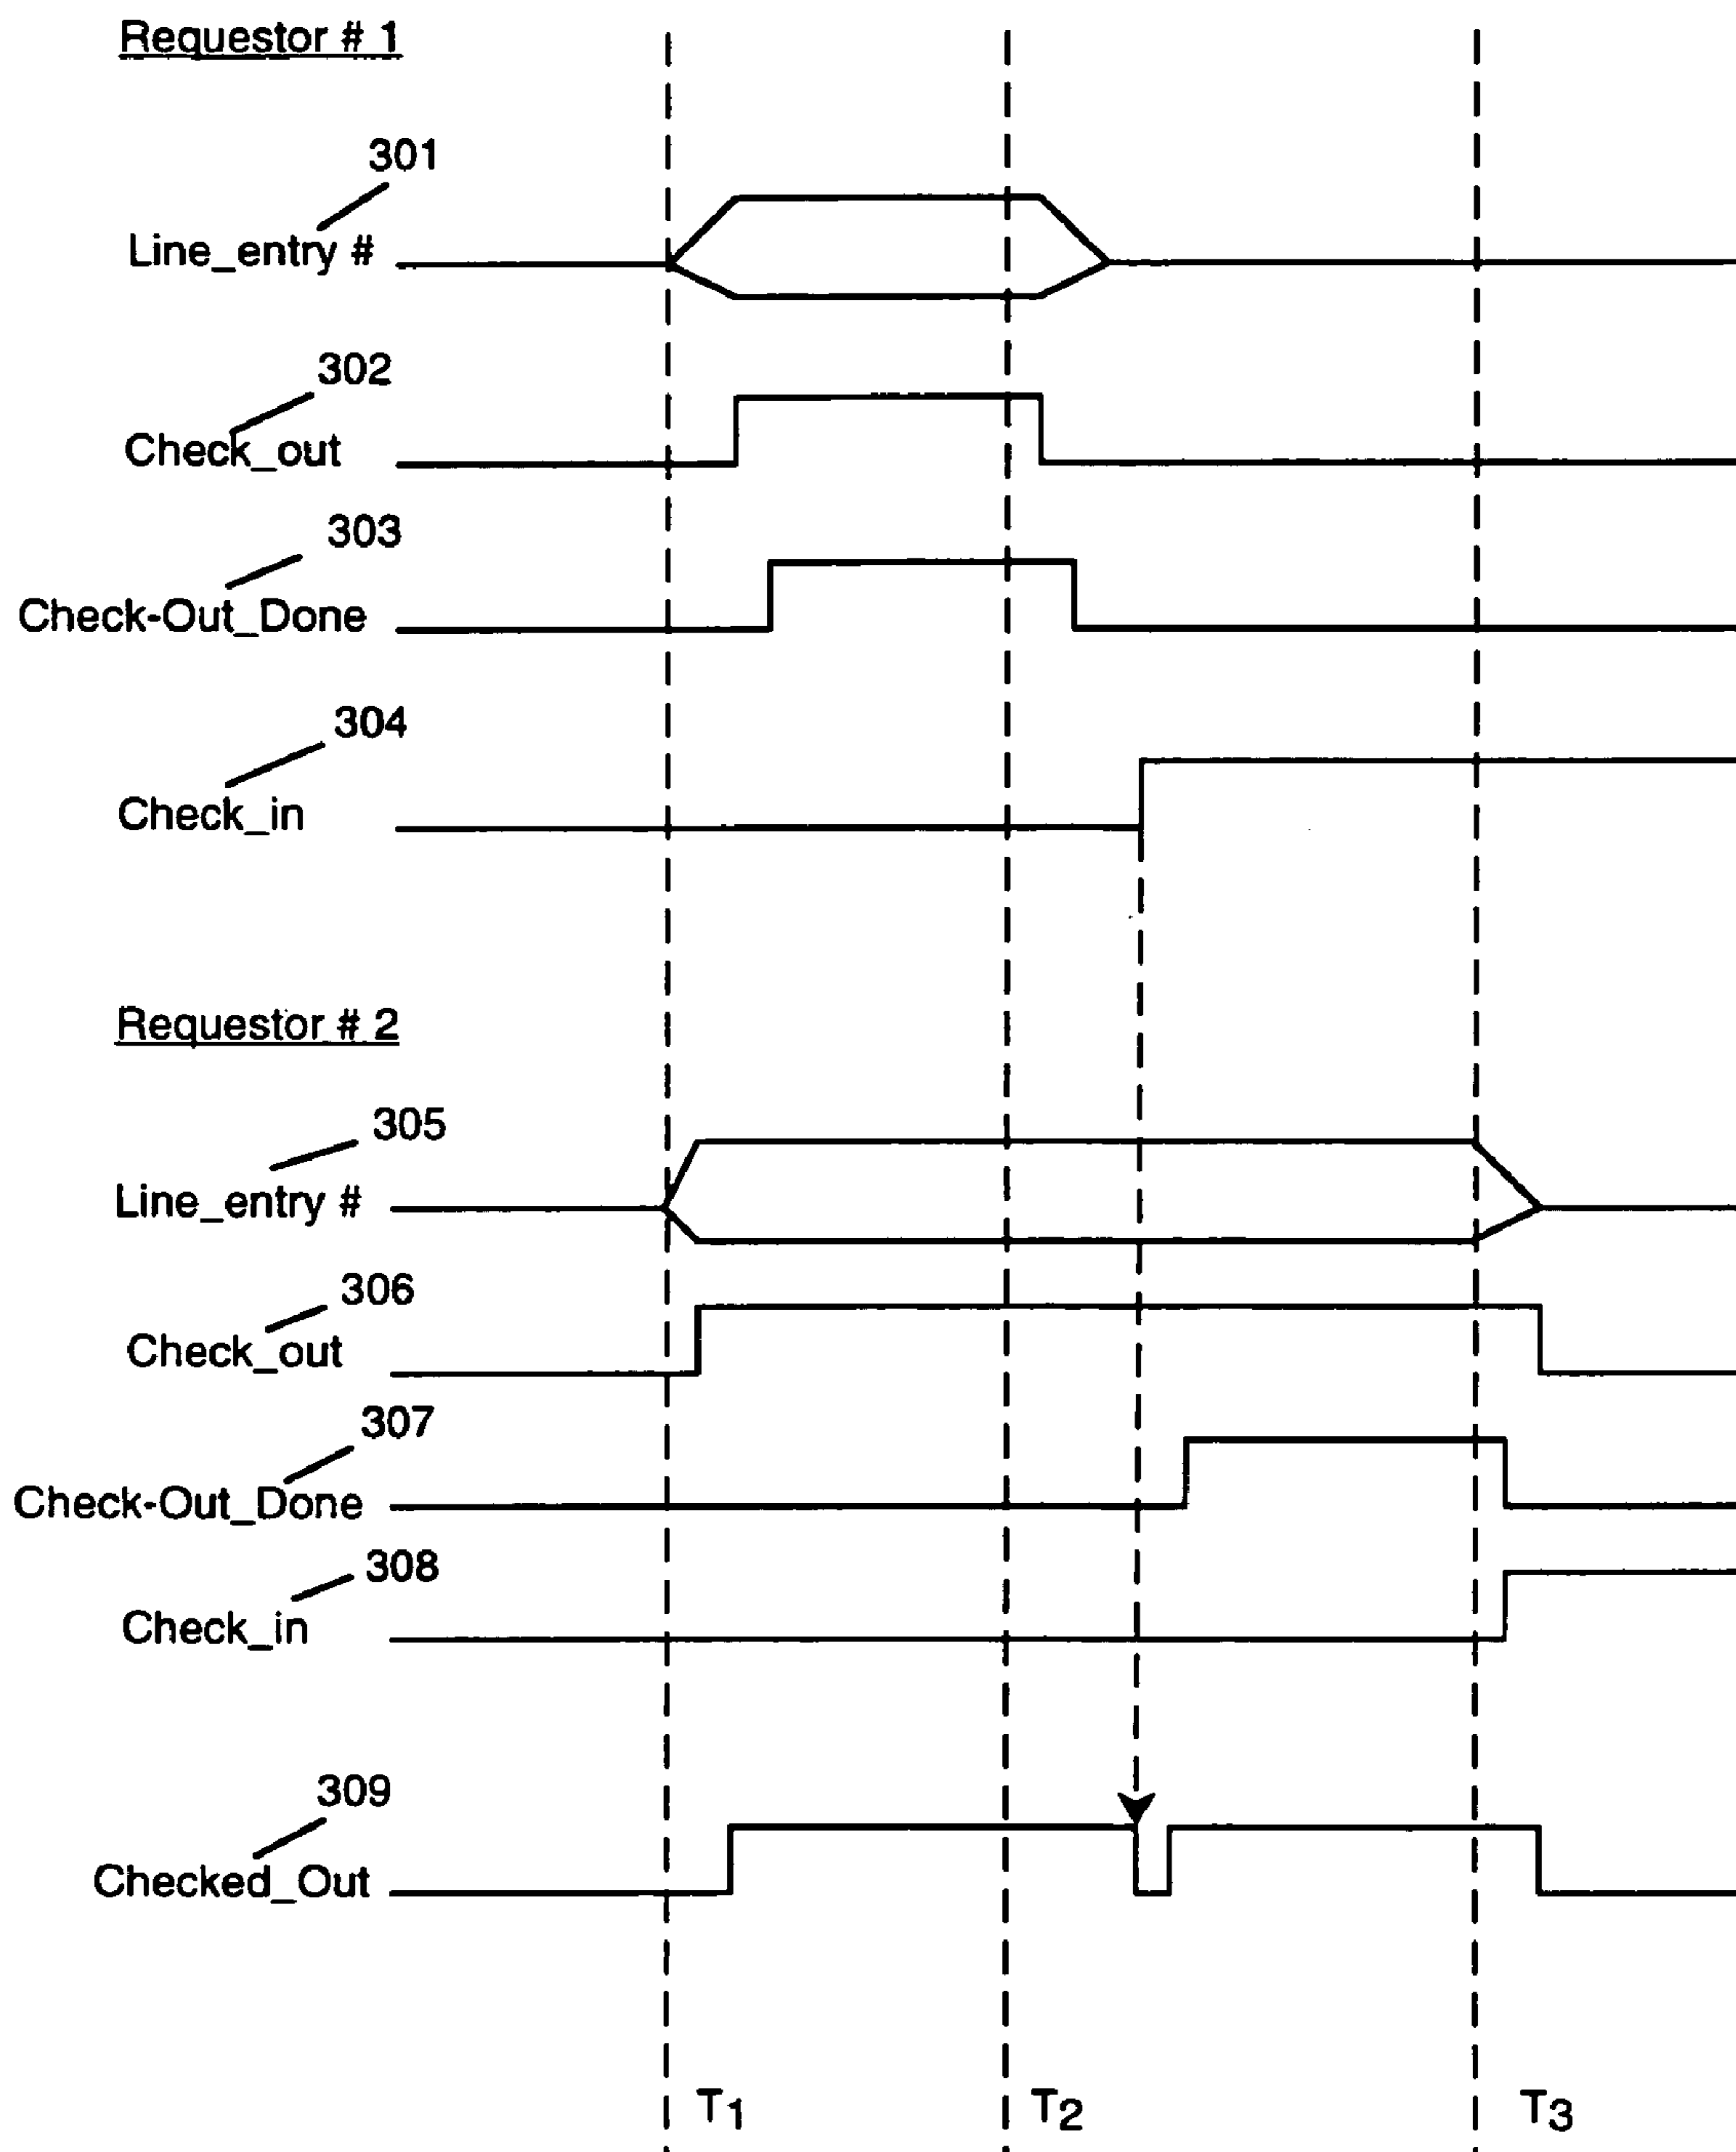 Requestor # 1
301
Line_entry #
302
Check_out
303
Check-Out_Done
304
Check_in
Requestor # 2
305
Line_entry #
306
Check_out
307
Check-Out_Done
308
Check_in
309
Checked_Out
T1 T2 T3